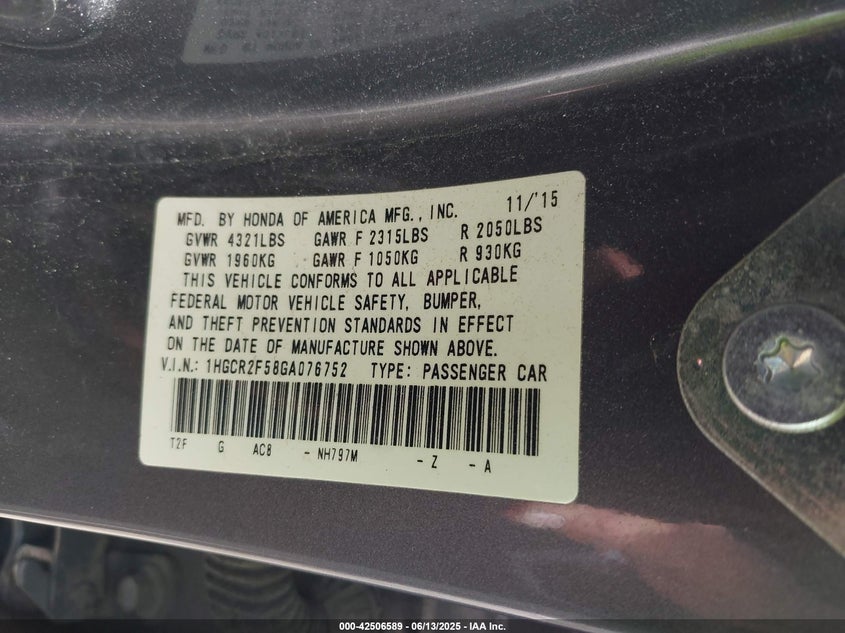 MFD. BY HONDA OF AMERICA MFG., INC. 11/'15
GVWR 4321LBS GAWR F 2315LBS R 2050LBS
GVWR 1960KG GAWR F 1050KG R 930KG
THIS VEHICLE CONFORMS TO ALL APPLICABLE
FEDERAL MOTOR VEHICLE SAFETY, BUMPER,
AND THEFT PREVENTION STANDARDS IN EFFECT
ON THE DATE OF MANUFACTURE SHOWN ABOVE.
V.I.N.: 1HGCR2F58GA076752 TYPE: PASSENGER CAR
T2F G AC8 - NH797M - Z - A
000-42506589 - 06/13/2025 - IAA Inc.